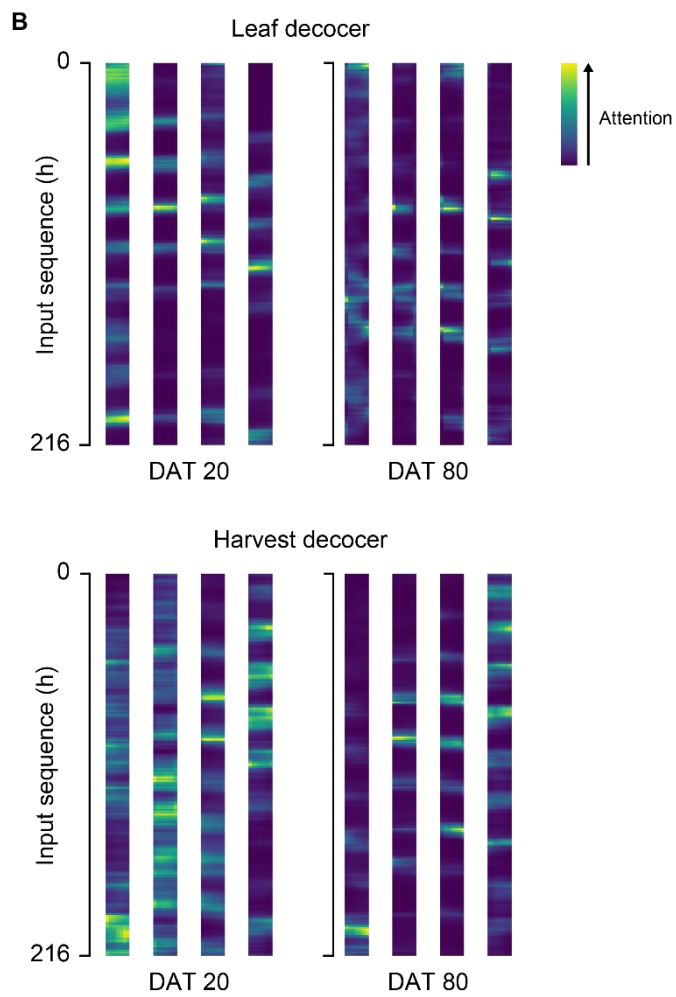 B
Leaf decocer
0
Input sequence (h)
216
DAT 20
DAT 80
Attention
Harvest decocer
0
Input sequence (h)
216
DAT 20
DAT 80